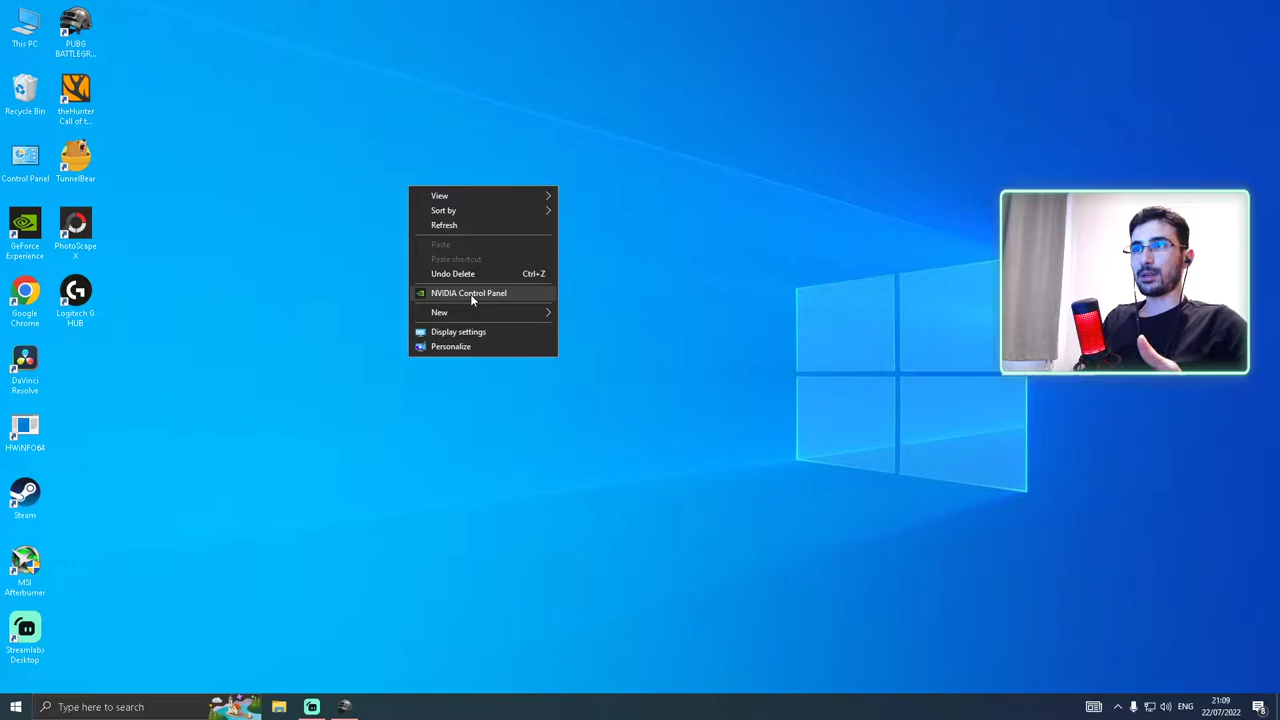 This PC
PUBG
BATTLEGR...
Recycle Bin
theHunter
Call of t...
Control Panel
TunnelBear
GeForce
Experience
PhotoScape
X
Google
Chrome
Logitech G
HUB
DaVinci
Resolve
HWiNFO64
Steam
MSI
Afterburner
Streamlabs
Desktop
View
Sort by
Refresh
Paste
Paste shortcut
Undo Delete Ctrl+Z
NVIDIA Control Panel
New
Display settings
Personalize
Type here to search
ENG
21:09
22/07/2022